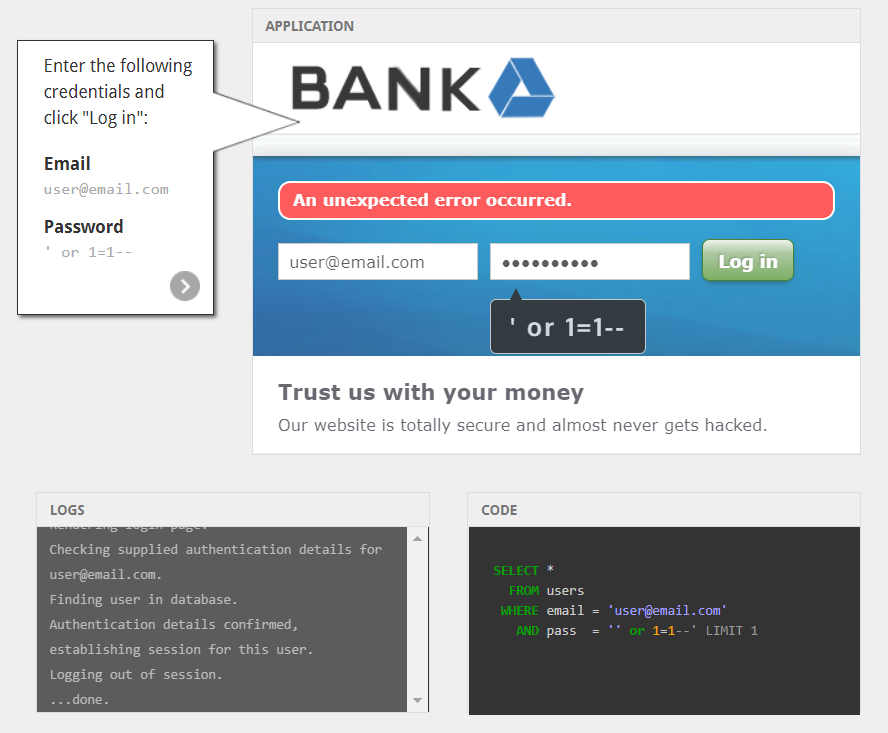 APPLICATION
Enter the following
credentials and
click "Log in":
Email
user@email.com
Password
' or 1=1--
BANK
An unexpected error occurred.
user@email.com
••••••••••
Log in
' or 1=1--
Trust us with your money
Our website is totally secure and almost never gets hacked.
LOGS
Rendering login page.
Checking supplied authentication details for
user@email.com.
Finding user in database.
Authentication details confirmed,
establishing session for this user.
Logging out of session.
...done.
CODE
SELECT *
FROM users
WHERE email = 'user@email.com'
AND pass = '' or 1=1--' LIMIT 1